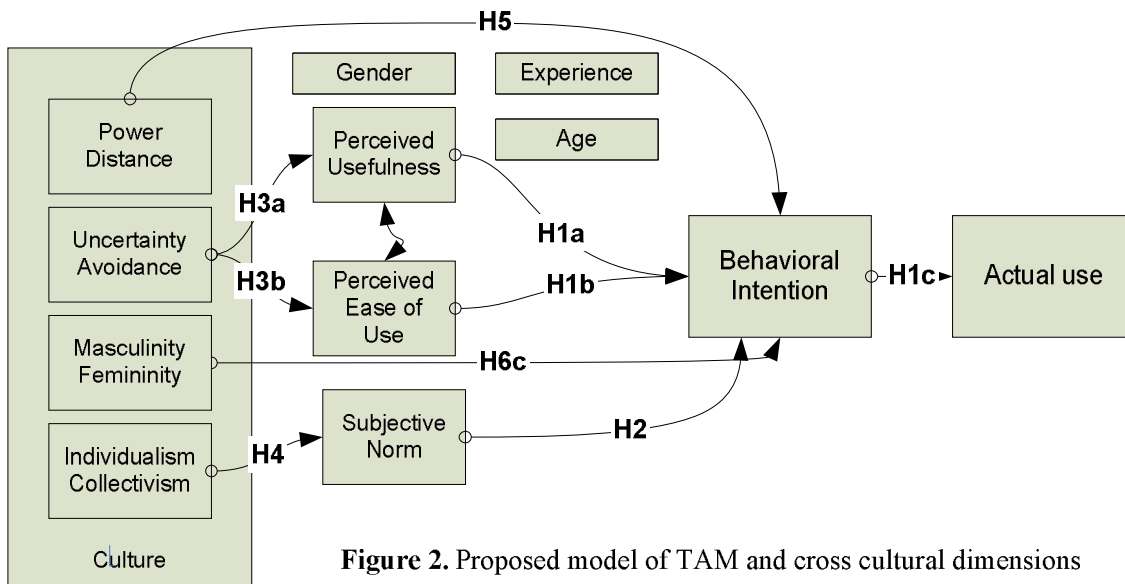 H5
Gender
Experience
Power
Distance
Perceived
Usefulness
Age
H3a
Uncertainty
Avoidance
H1a
Behavioral
Intention
H1c
Actual use
H3b
Perceived
Ease of
Use
H1b
Masculinity
Femininity
H6c
Subjective
Norm
H2
Individualism
Collectivism
H4
Culture
Figure 2. Proposed model of TAM and cross cultural dimensions